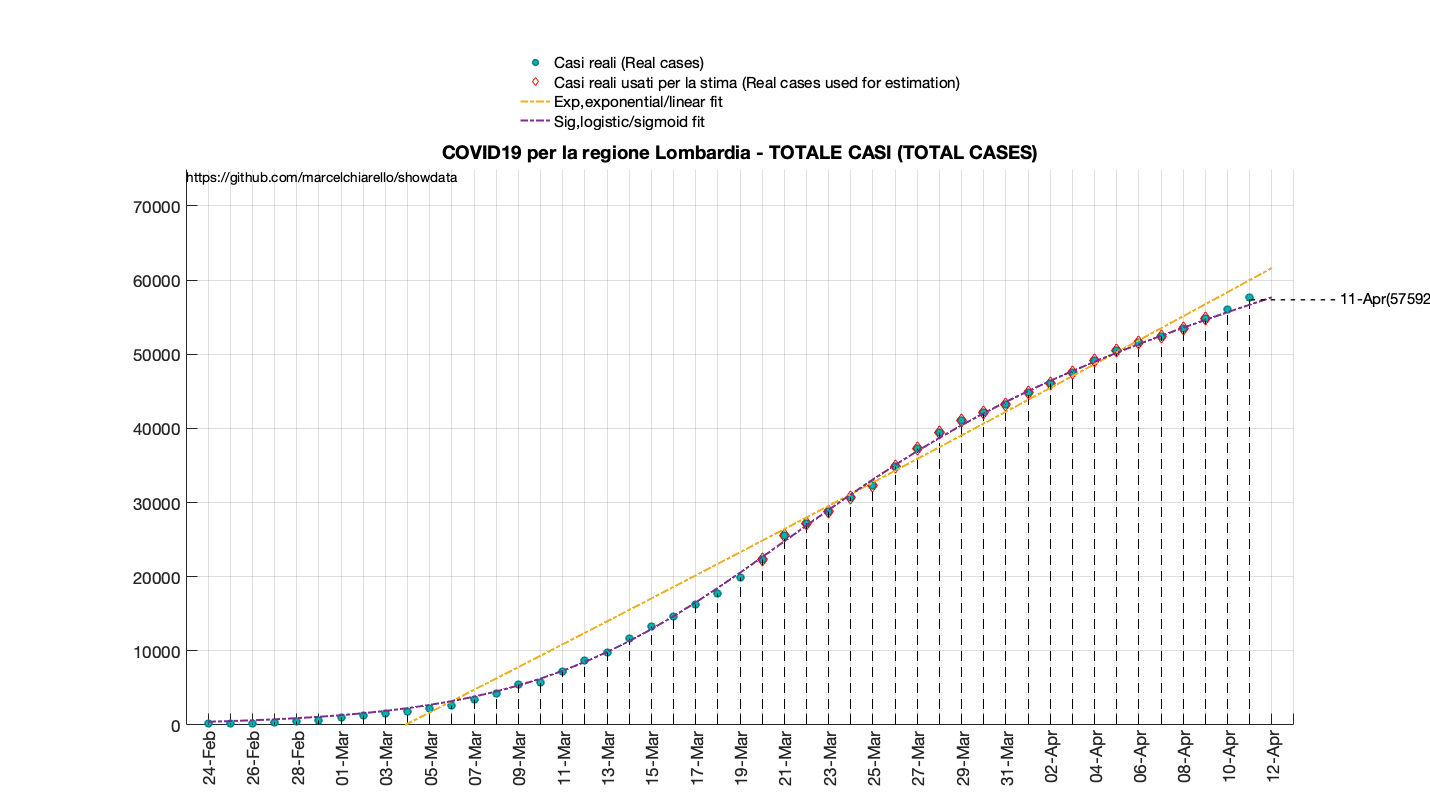 Casi reali (Real cases)
Casi reali usati per la stima (Real cases used for estimation)
Exp,exponential/linear fit
Sig,logistic/sigmoid fit
COVID19 per la regione Lombardia - TOTALE CASI (TOTAL CASES)
https://github.com/marcelchiarello/showdata
70000
60000
50000
40000
30000
20000
10000
0
11-Apr(57592
24-Feb
26-Feb
28-Feb
01-Mar
03-Mar
05-Mar
07-Mar
09-Mar
11-Mar
13-Mar
15-Mar
17-Mar
19-Mar
21-Mar
23-Mar
25-Mar
27-Mar
29-Mar
31-Mar
02-Apr
04-Apr
06-Apr
08-Apr
10-Apr
12-Apr